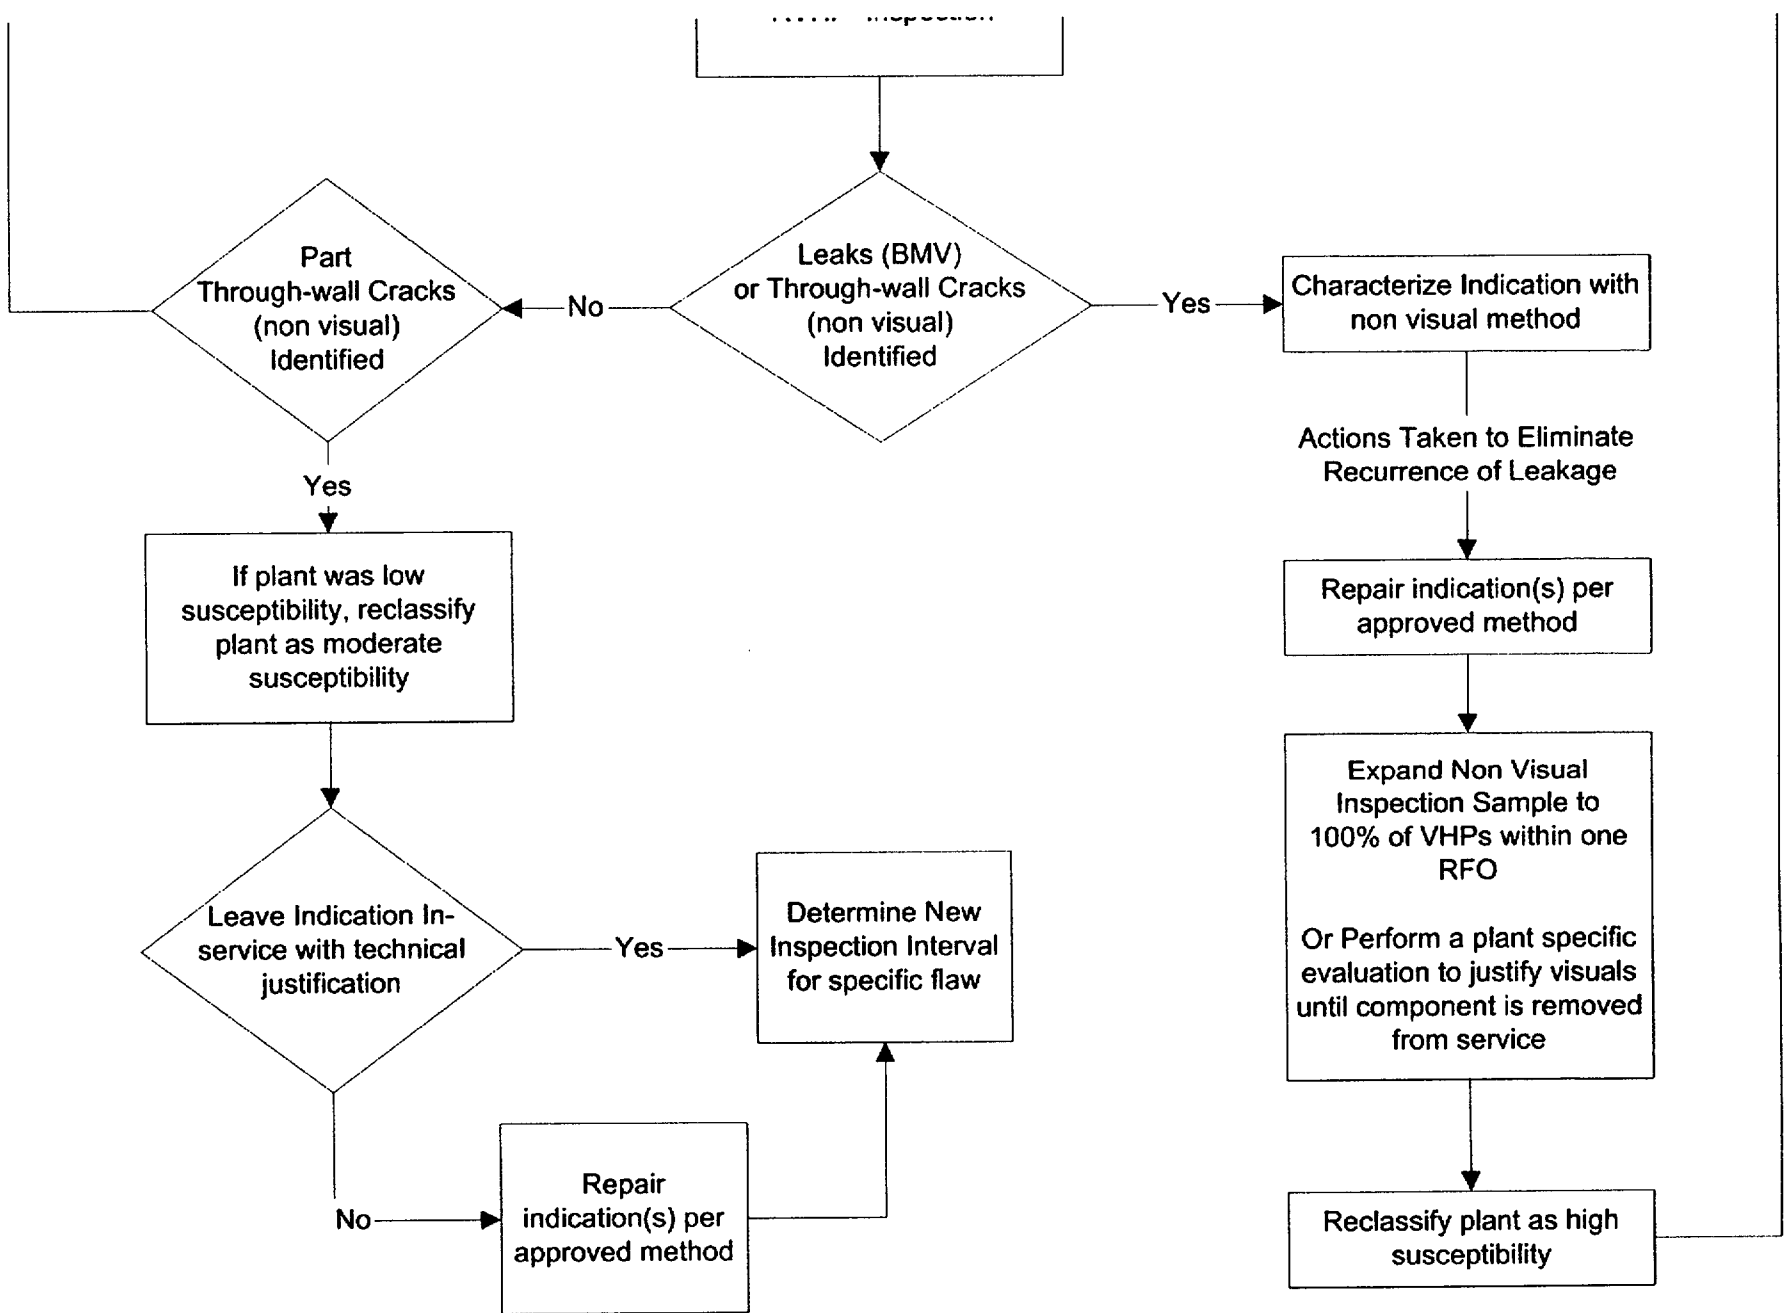 Inspection
Leaks (BMV)
or Through-wall Cracks
(non visual)
Identified
No
Yes
Part
Through-wall Cracks
(non visual)
Identified
Yes
If plant was low
susceptibility, reclassify
plant as moderate
susceptibility
Leave Indication In-
service with technical
justification
Yes
Determine New
Inspection Interval
for specific flaw
No
Repair
indication(s) per
approved method
Characterize Indication with
non visual method
Actions Taken to Eliminate
Recurrence of Leakage
Repair indication(s) per
approved method
Expand Non Visual
Inspection Sample to
100% of VHPs within one
RFO
Or Perform a plant specific
evaluation to justify visuals
until component is removed
from service
Reclassify plant as high
susceptibility